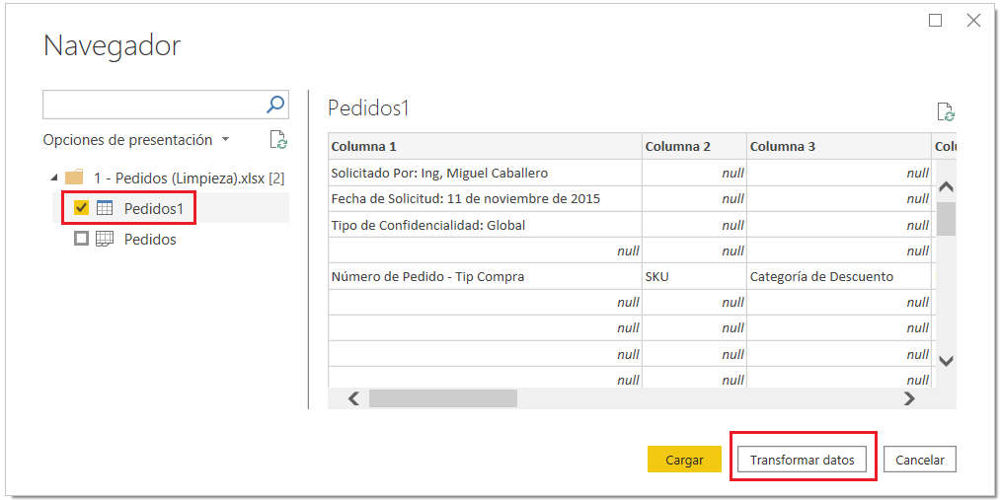 Navegador
Pedidos1
Opciones de presentación
1 - Pedidos (Limpieza).xlsx [2]
Pedidos1
Pedidos
Columna 1 Columna 2 Columna 3 Colu
Solicitado Por: Ing, Miguel Caballero null null
Fecha de Solicitud: 11 de noviembre de 2015 null null
Tipo de Confidencialidad: Global null null
null null null
Número de Pedido - Tip Compra SKU Categoría de Descuento
null null null
null null null
null null null
null null null
Cargar Transformar datos Cancelar